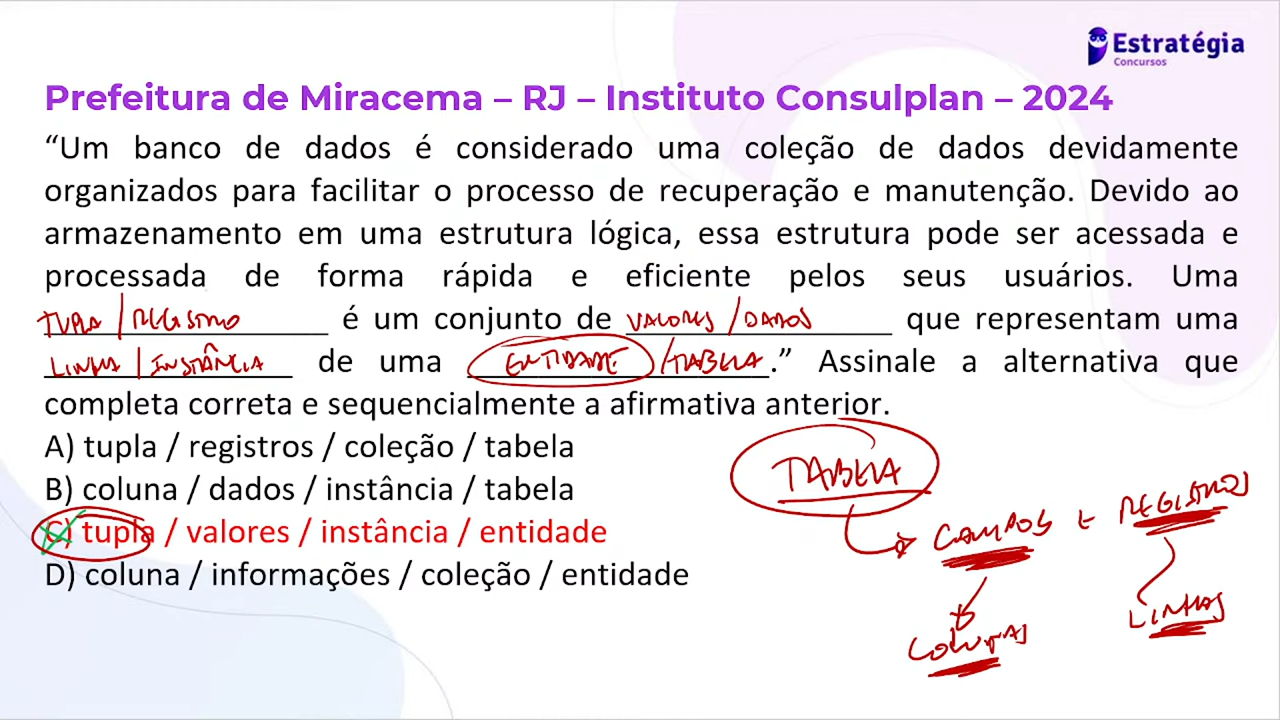 Estratégia
Concursos
Prefeitura de Miracema – RJ – Instituto Consulplan – 2024
“Um banco de dados é considerado uma coleção de dados devidamente
organizados para facilitar o processo de recuperação e manutenção. Devido ao
armazenamento em uma estrutura lógica, essa estrutura pode ser acessada e
processada de forma rápida e eficiente pelos seus usuários. Uma
TUPLA / REGISTRO é um conjunto de VALORES / DADOS que representam uma
LINHA / INSTÂNCIA de uma ENTIDADE / TABELA.” Assinale a alternativa que
completa correta e sequencialmente a afirmativa anterior.
A) tupla / registros / coleção / tabela
B) coluna / dados / instância / tabela
C) tupla / valores / instância / entidade
D) coluna / informações / coleção / entidade
TABELA
CAMPOS E REGISTROS
COLUNAS
LINHAS